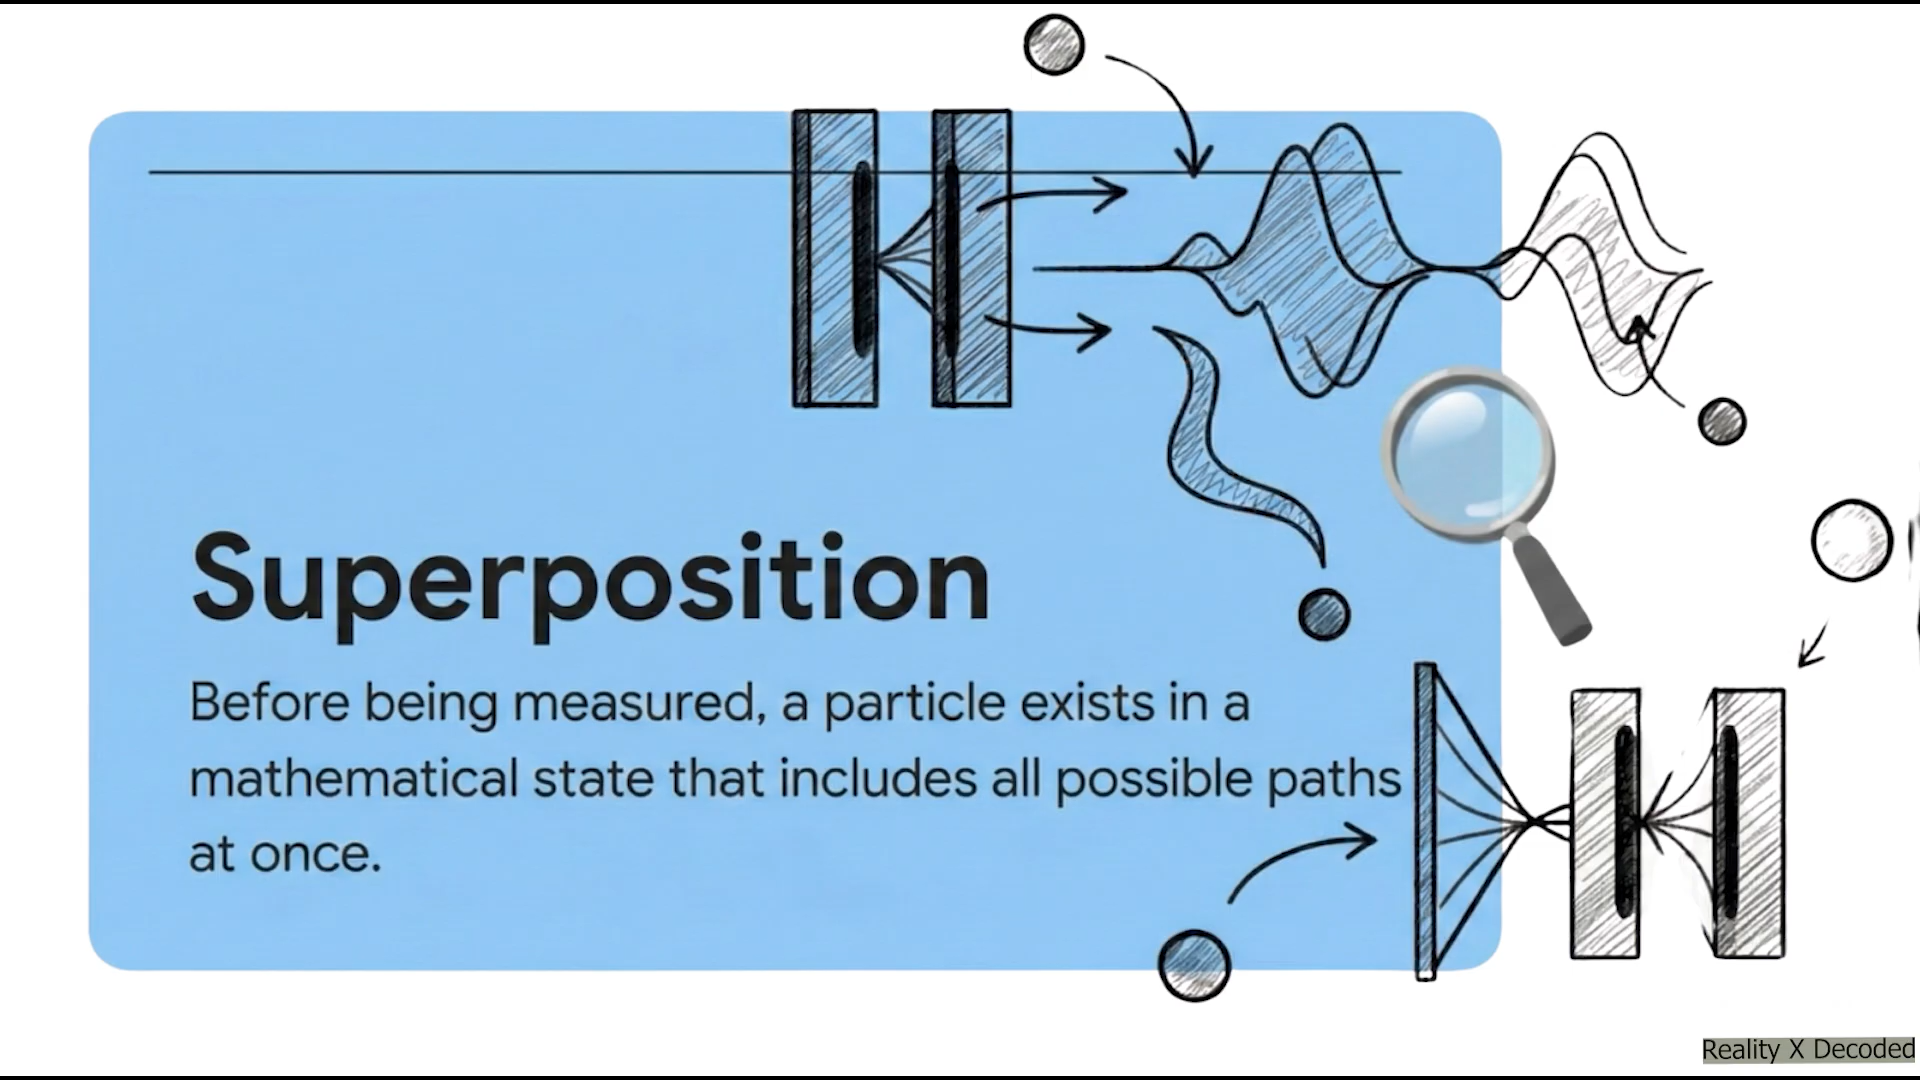 Superposition
Before being measured, a particle exists in a
mathematical state that includes all possible paths
at once.
Reality X Decoded